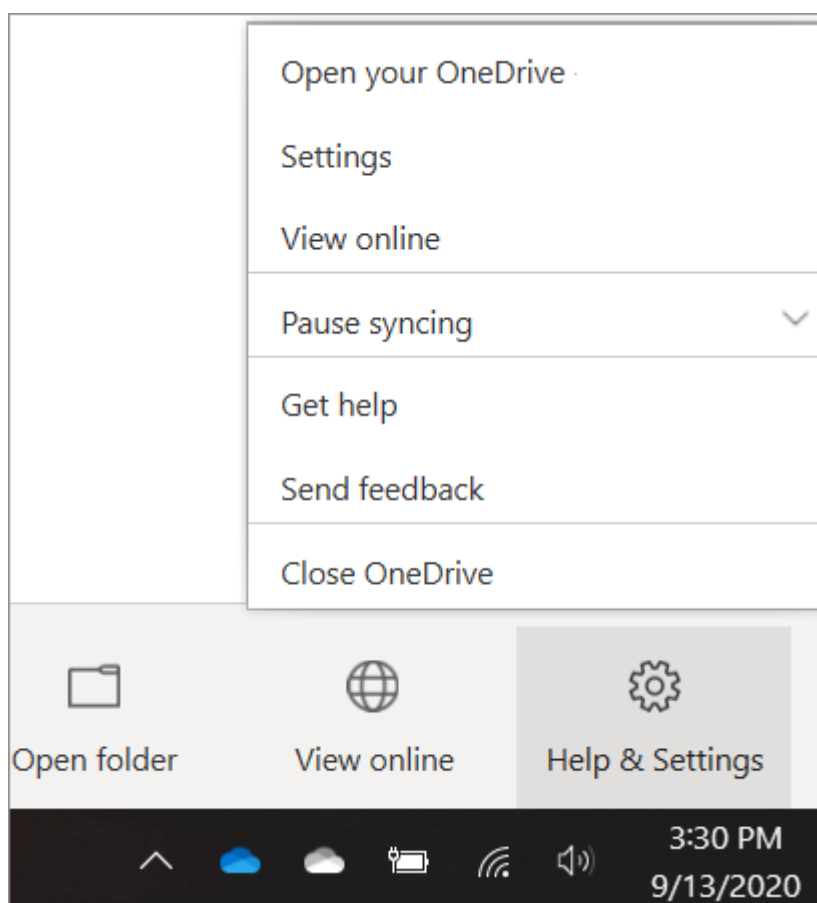 Open your OneDrive
Settings
View online
Pause syncing
Get help
Send feedback
Close OneDrive
Open folder
View online
Help & Settings
3:30 PM
9/13/2020